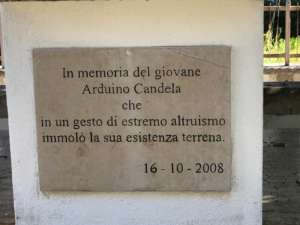 In memoria del giovane
Arduino Candela
che
in un gesto di estremo altruismo
immolò la sua esistenza terrena.
16 - 10 - 2008